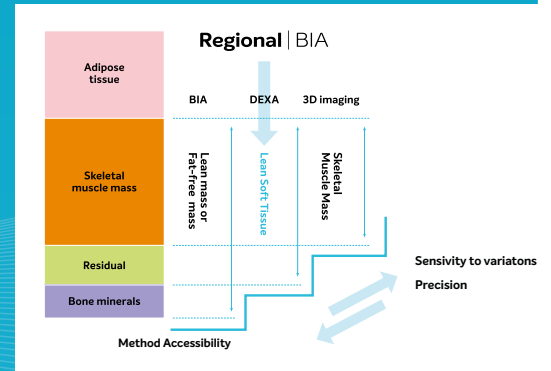 Regional | BIA
Adipose
tissue
BIA
DEXA
3D imaging
Skeletal
muscle mass
Lean mass or
Fat-free mass
Lean Soft Tissue
Skeletal
Muscle Mass
Residual
Bone minerals
Sensivity to variatons
Precision
Method Accessibility